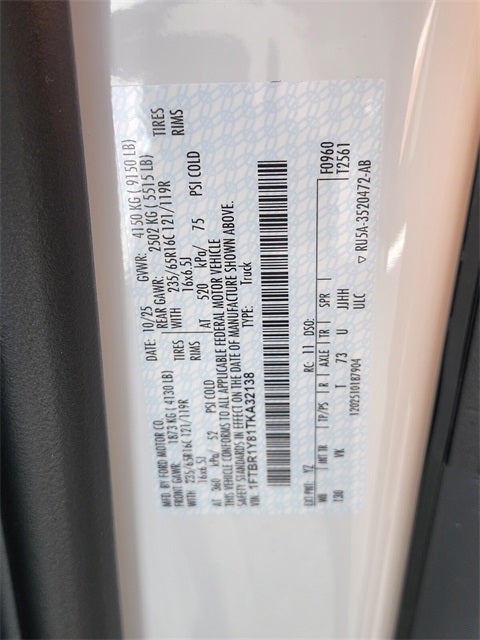 MFD. BY FORD MOTOR CO. DATE: 10/25 GVWR: 4150 KG ( 9150 LB)
FRONT GAWR: 1873 KG ( 4130 LB) REAR GAWR: 2502 KG ( 5515 LB)
WITH 235/65R16C 121/119R TIRES WITH 235/65R16C 121/119R TIRES
16x6.5J RIMS 16x6.5J RIMS
AT 360 kPa/ 52 PSI COLD AT 520 kPa/ 75 PSI COLD
THIS VEHICLE CONFORMS TO ALL APPLICABLE FEDERAL MOTOR VEHICLE
SAFETY STANDARDS IN EFFECT ON THE DATE OF MANUFACTURE SHOWN ABOVE.
VIN: 1FTBR1Y81TKA32138 TYPE: Truck
F0960
T2561
EXT PNT: YZ RC: 11 DSO:
WB INT TR TP/PS R AXLE TR SPR
130 VK T 73 U JJHH
ULC
120251018790​4 ▽ RU5A-3520472-AB